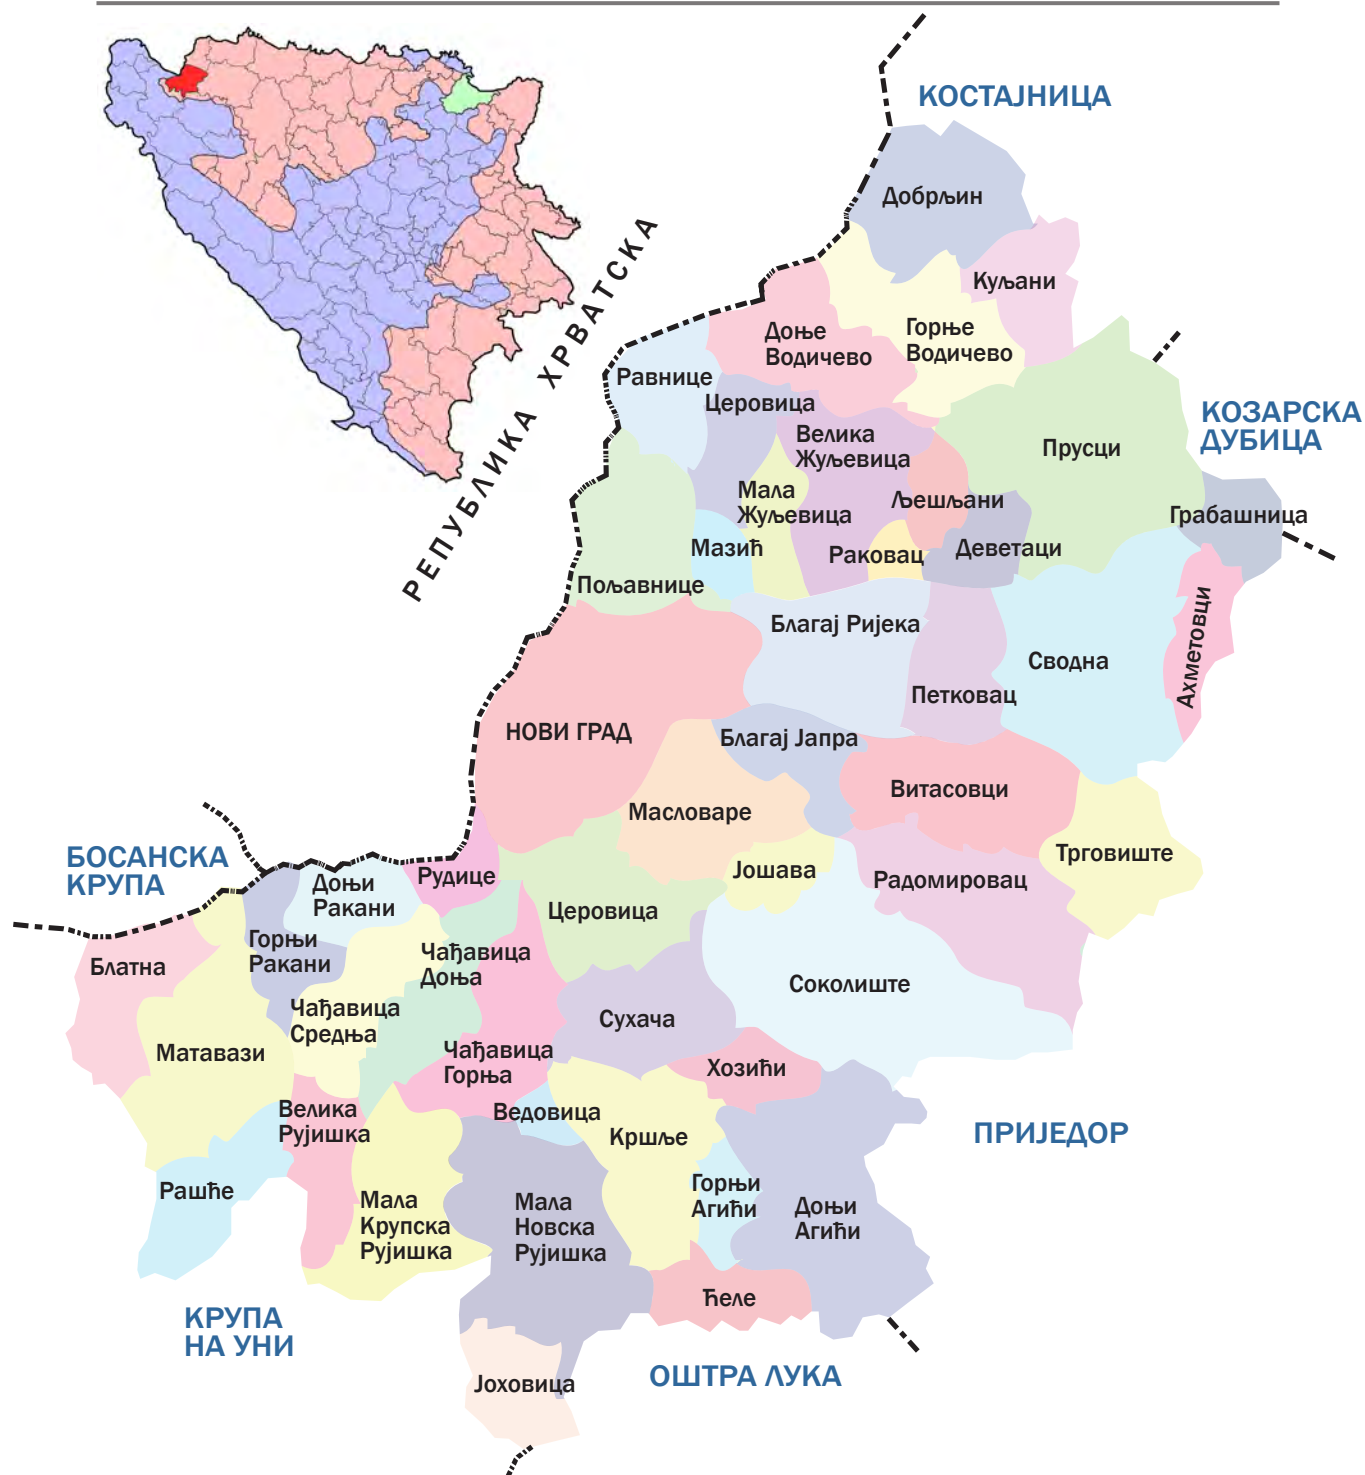 КОСТАЈНИЦА
Добрљин
Куљани
РЕПУБЛИКА ХРВАТСКА
Доње
Водичево
Горње
Водичево
Равнице
Церовица
КОЗАРСКА
ДУБИЦА
Велика
Жуљевица
Прусци
Мала
Жуљевица
Љешљани
Грабашница
Мазић
Раковац
Деветаци
Пољавнице
Благај Ријека
Ахметовци
Сводна
Петковац
НОВИ ГРАД
Благај Јапра
Витасовци
Масловаре
БОСАНСКА
КРУПА
Доњи
Ракани
Рудице
Јошава
Радомировац
Трговиште
Церовица
Горњи
Ракани
Чађавица
Доња
Блатна
Соколиште
Чађавица
Средња
Сухача
Матавази
Чађавица
Горња
Хозићи
Велика
Рујишка
Ведовица
Кршље
ПРИЈЕДОР
Рашће
Мала
Крупска
Рујишка
Мала
Новска
Рујишка
Горњи
Агићи
Доњи
Агићи
Ћеле
КРУПА
НА УНИ
ОШТРА ЛУКА
Јоховица